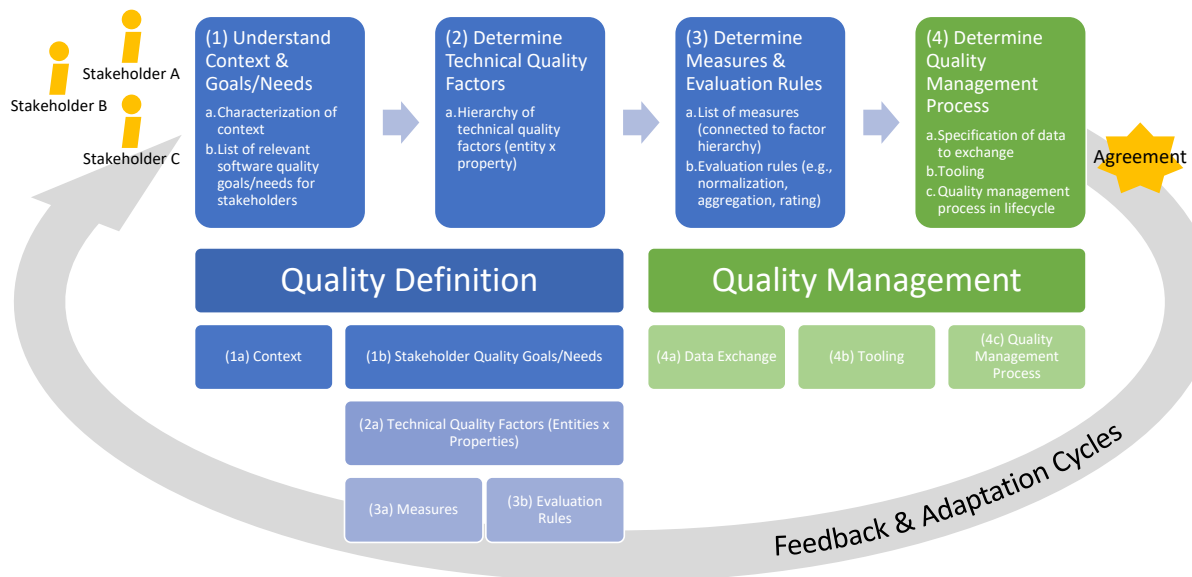 Stakeholder A
Stakeholder B
Stakeholder C
(1) Understand
Context &
Goals/Needs
a.Characterization of
context
b.List of relevant
software quality
goals/needs for
stakeholders
(2) Determine
Technical Quality
Factors
a.Hierarchy of
technical quality
factors (entity x
property)
(3) Determine
Measures &
Evaluation Rules
a.List of measures
(connected to factor
hierarchy)
b.Evaluation rules (e.g.,
normalization,
aggregation, rating)
(4) Determine
Quality
Management
Process
a. Specification of data
to exchange
b.Tooling
c. Quality management
process in lifecycle
Agreement
Quality Definition
Quality Management
(1a) Context
(1b) Stakeholder Quality Goals/Needs
(4a) Data Exchange
(4b) Tooling
(4c) Quality
Management
Process
(2a) Technical Quality Factors (Entities x
Properties)
(3a) Measures
(3b) Evaluation
Rules
Feedback & Adaptation Cycles